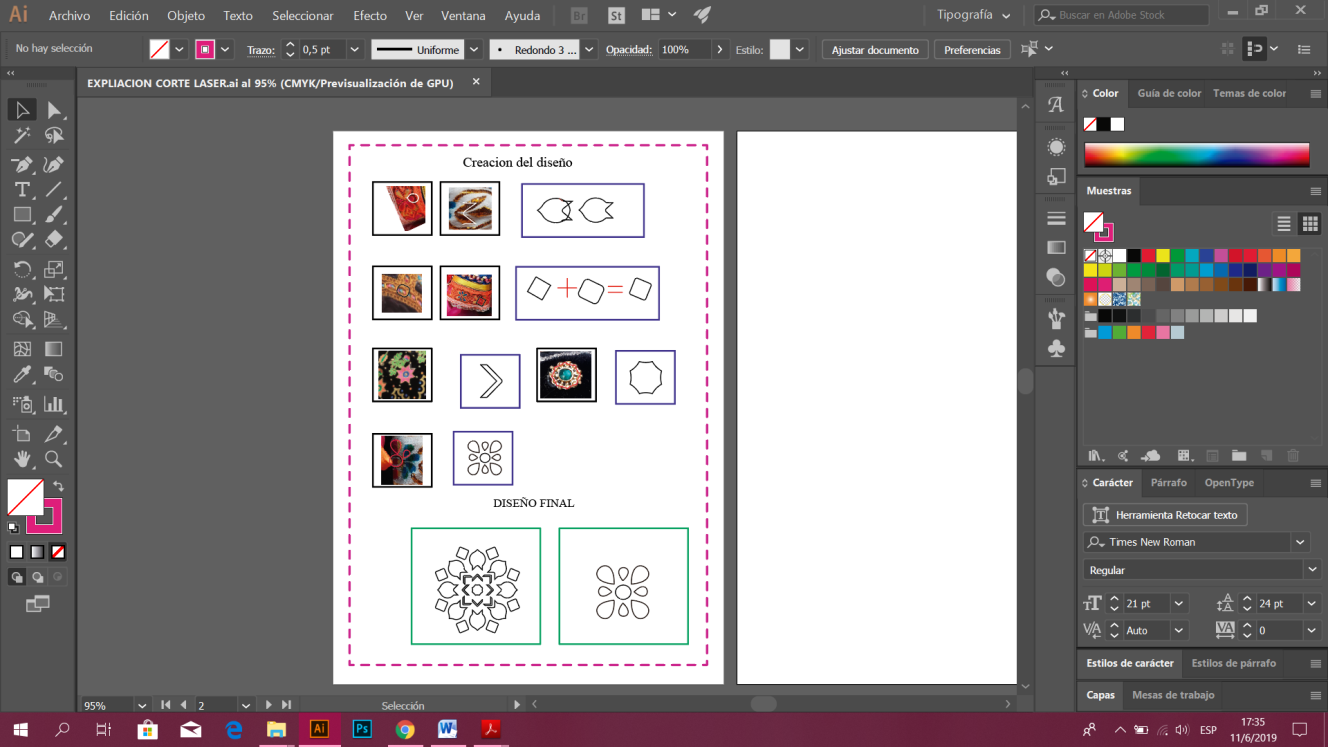 Ai Archivo Edición Objeto Texto Seleccionar Efecto Ver Ventana Ayuda Br St Tipografía Buscar en Adobe Stock
No hay selección Trazo: 0,5 pt Uniforme Redondo 3 ... Opacidad: 100% Estilo: Ajustar documento Preferencias
EXPLIACION CORTE LASER.ai al 95% (CMYK/Previsualización de GPU)
Creacion del diseño
DISEÑO FINAL
Color Guía de color Temas de color
Muestras
Carácter Párrafo OpenType
Herramienta Retocar texto
Times New Roman
Regular
21 pt 24 pt
Auto 0
Estilos de carácter Estilos de párrafo
Capas Mesas de trabajo
95% 2 Selección
Ai Ps ESP 17:35
11/6/2019